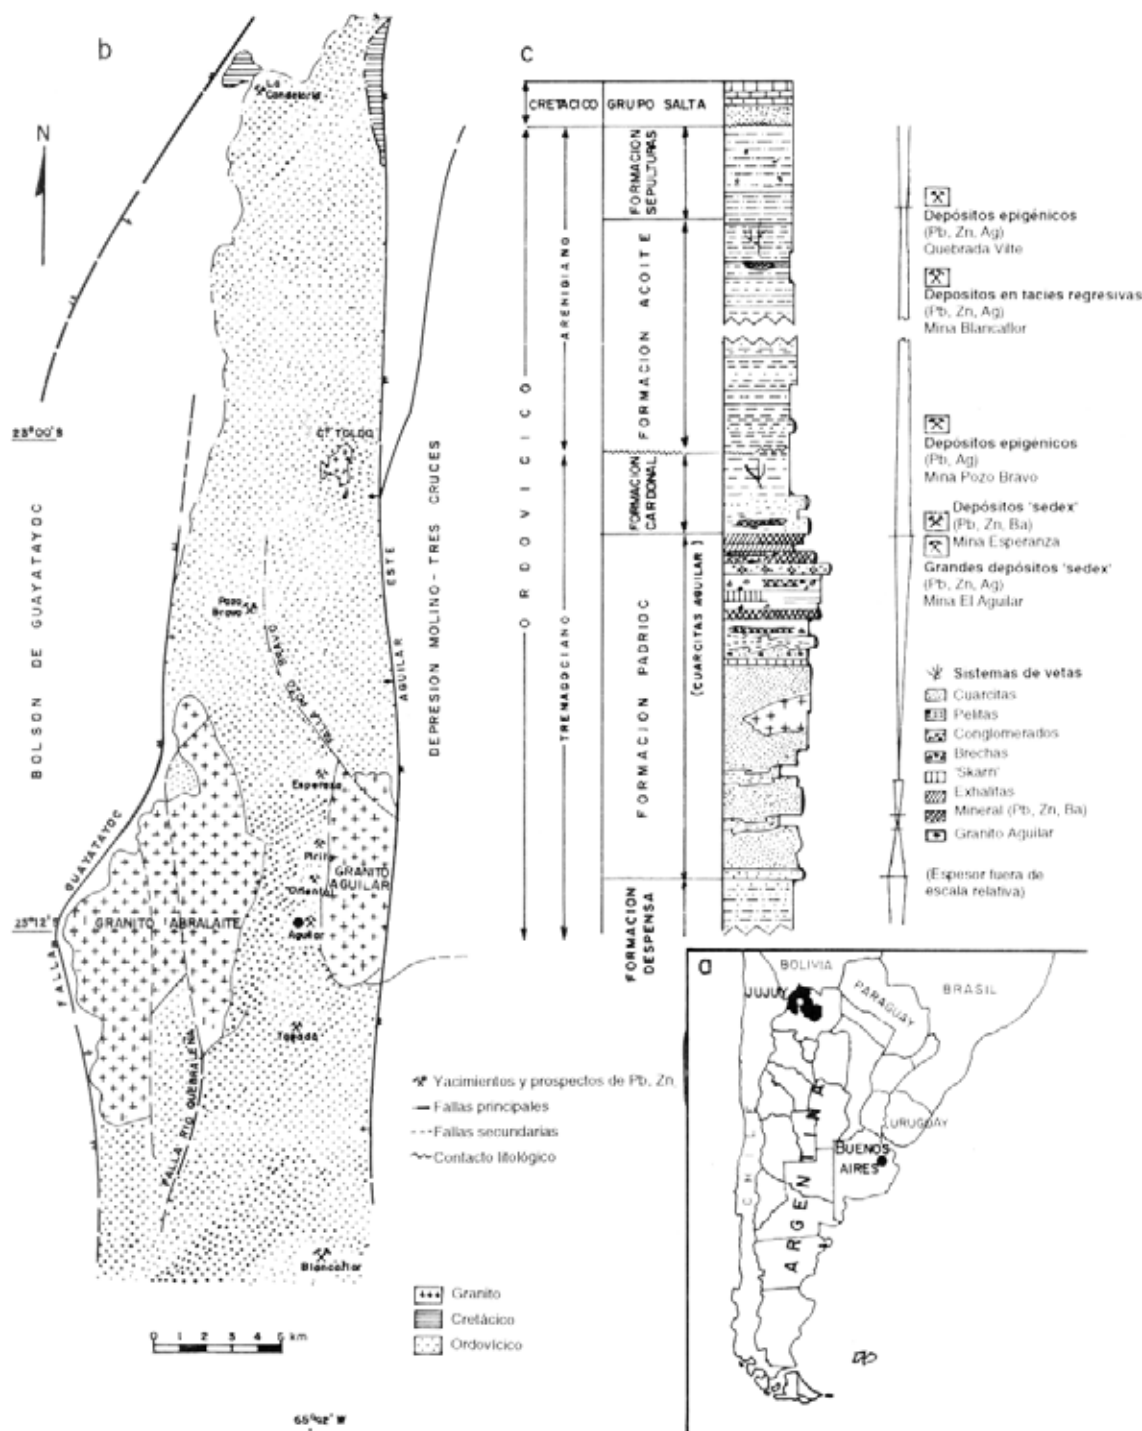 b
La
Candelaria
N
23°00'S
Cº TOLDO
BOLSON DE GUAYATAYOC
DEPRESION MOLINO-TRES CRUCES
ESTE
AGUILAR
Pozo
Bravo
FALLA POZO BRAVO
Esperanza
Pirita
Oriental
GRANITO
AGUILAR
GUAYATAYOC
FALLA
23º12'S
GRANITO ABRALAITE
Aguilar
FALLA RIO QUEBRALEÑA
Blancaflor
Yacimientos y prospectos de Pb, Zn
Fallas principales
Fallas secundarias
Contacto litológico
Granito
Cretácico
Ordovícico
0 1 2 3 4 5 km
c
CRETACICO
GRUPO SALTA
ORDOVICICO
ARENIGIANO
TREMADOCIANO
FORMACION
SEPULTURAS
FORMACION ACOITE
FORMACION
CARDONAL
FORMACION PADRIOC
(CUARCITAS AGUILAR)
FORMACION
DESPENSA
Depósitos epigénicos
(Pb, Zn, Ag)
Quebrada Vilte
Depósitos en facies regresivas
(Pb, Zn, Ag)
Mina Blancaflor
Depósitos epigénicos
(Pb, Ag)
Mina Pozo Bravo
Depósitos 'sedex'
(Pb, Zn, Ba)
Mina Esperanza
Grandes depósitos 'sedex'
(Pb, Zn, Ag)
Mina El Aguilar
Sistemas de vetas
Cuarcitas
Pelitas
Conglomerados
Brechas
'Skarn'
Exhalitas
Mineral (Pb, Zn, Ba)
Granito Aguilar
(Espesor fuera de
escala relativa)
a
BOLIVIA
JUJUY
PARAGUAY
BRASIL
URUGUAY
BUENOS
AIRES
CHILE
ARGENTINA